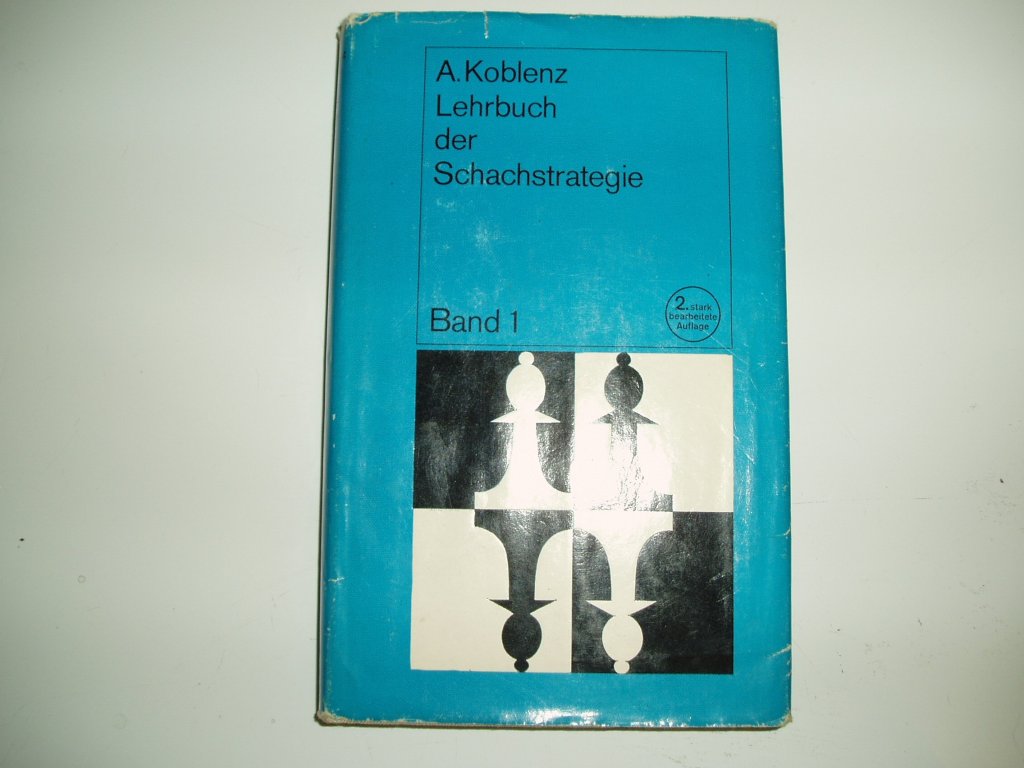 A. Koblenz
Lehrbuch
der
Schachstrategie
Band 1
2. stark
bearbeitete
Auflage